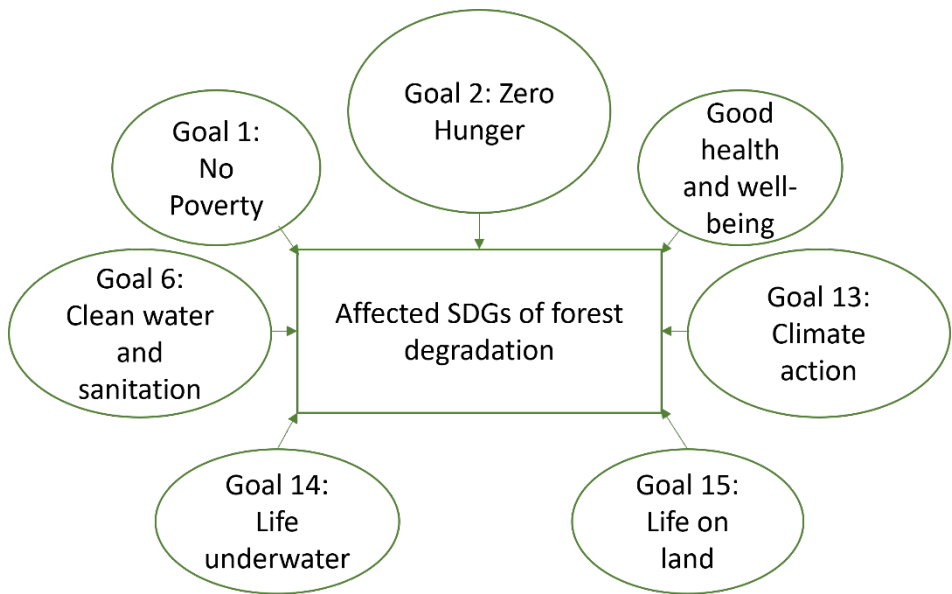 Goal 2: Zero
Hunger
Goal 1:
No
Poverty
Good
health
and well-
being
Goal 6:
Clean water
and
sanitation
Affected SDGs of forest
degradation
Goal 13:
Climate
action
Goal 14:
Life
underwater
Goal 15:
Life on
land